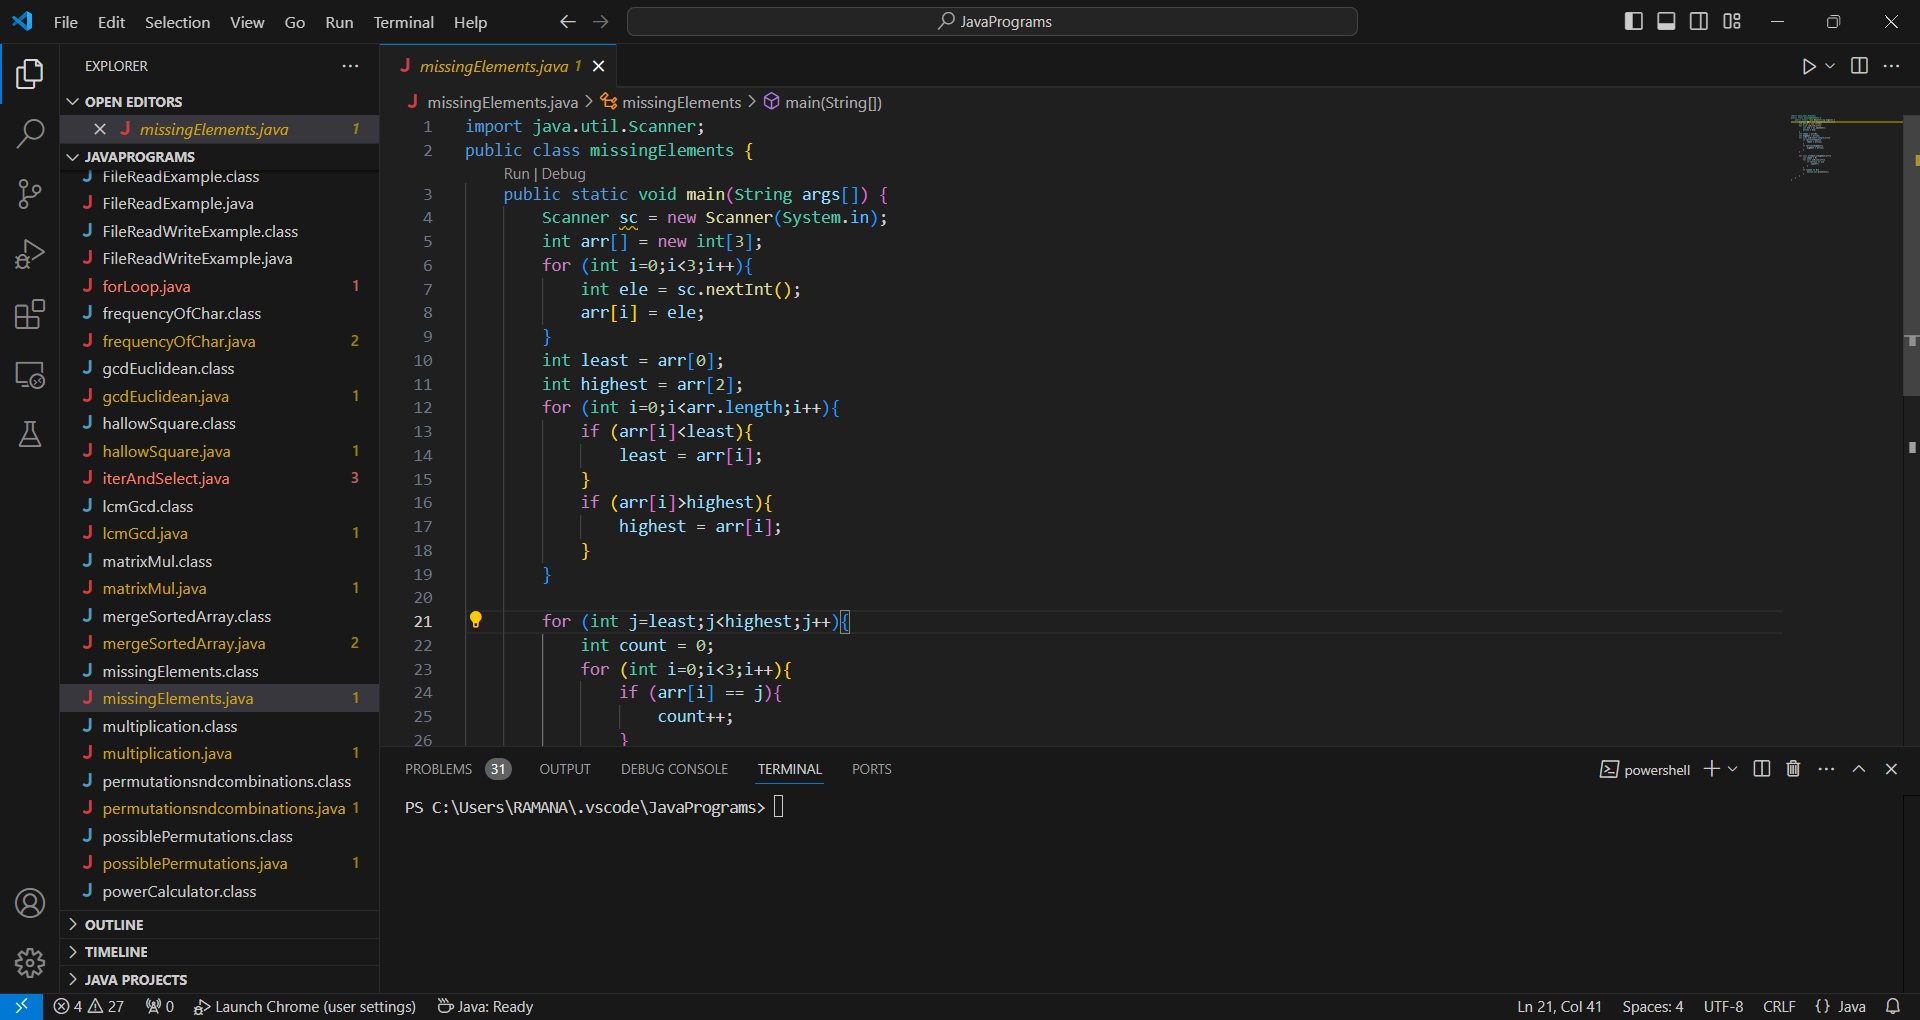 File Edit Selection View Go Run Terminal Help
JavaPrograms
EXPLORER
OPEN EDITORS
missingElements.java 1
JAVAPROGRAMS
FileReadExample.class
FileReadExample.java
FileReadWriteExample.class
FileReadWriteExample.java
forLoop.java 1
frequencyOfChar.class
frequencyOfChar.java 2
gcdEuclidean.class
gcdEuclidean.java 1
hallowSquare.class
hallowSquare.java 1
iterAndSelect.java 3
lcmGcd.class
lcmGcd.java 1
matrixMul.class
matrixMul.java 1
mergeSortedArray.class
mergeSortedArray.java 2
missingElements.class
missingElements.java 1
multiplication.class
multiplication.java 1
permutationsndcombinations.class
permutationsndcombinations.java 1
possiblePermutations.class
possiblePermutations.java 1
powerCalculator.class
OUTLINE
TIMELINE
JAVA PROJECTS
missingElements.java 1
missingElements.java > missingElements > main(String[])
1 import java.util.Scanner;
2 public class missingElements {
Run | Debug
3 public static void main(String args[]) {
4 Scanner sc = new Scanner(System.in);
5 int arr[] = new int[3];
6 for (int i=0;i<3;i++){
7 int ele = sc.nextInt();
8 arr[i] = ele;
9 }
10 int least = arr[0];
11 int highest = arr[2];
12 for (int i=0;i<arr.length;i++){
13 if (arr[i]<least){
14 least = arr[i];
15 }
16 if (arr[i]>highest){
17 highest = arr[i];
18 }
19 }
20
21 for (int j=least;j<highest;j++){
22 int count = 0;
23 for (int i=0;i<3;i++){
24 if (arr[i] == j){
25 count++;
26 }
PROBLEMS 31 OUTPUT DEBUG CONSOLE TERMINAL PORTS
powershell
PS C:\Users\RAMANA\.vscode\JavaPrograms>
4 27 0 Launch Chrome (user settings) Java: Ready
Ln 21, Col 41 Spaces: 4 UTF-8 CRLF {} Java